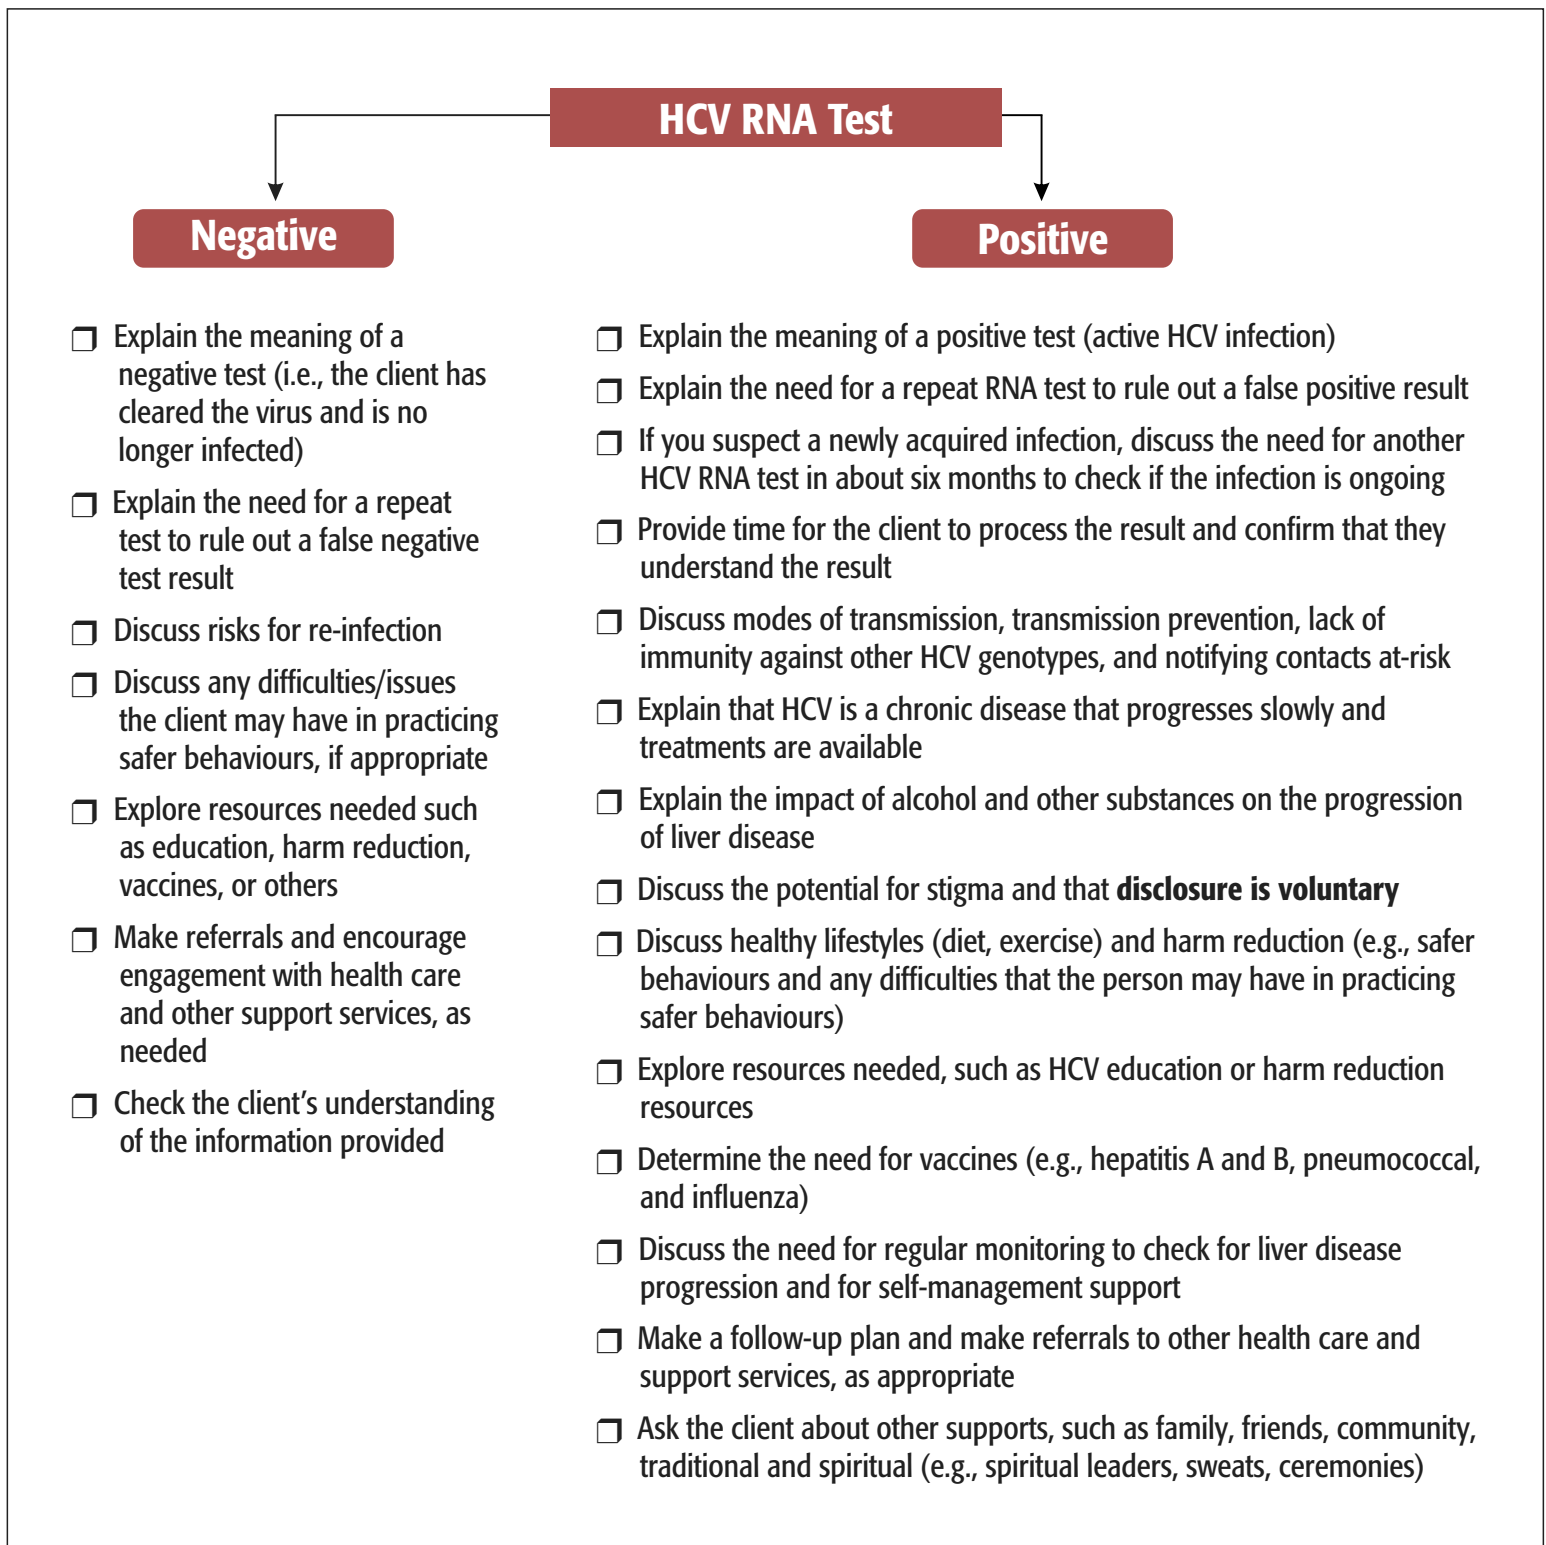 HCV RNA Test
Negative
❒ Explain the meaning of a
negative test (i.e., the client has
cleared the virus and is no
longer infected)
❒ Explain the need for a repeat
test to rule out a false negative
test result
❒ Discuss risks for re-infection
❒ Discuss any difficulties/issues
the client may have in practicing
safer behaviours, if appropriate
❒ Explore resources needed such
as education, harm reduction,
vaccines, or others
❒ Make referrals and encourage
engagement with health care
and other support services, as
needed
❒ Check the client’s understanding
of the information provided
Positive
❒ Explain the meaning of a positive test (active HCV infection)
❒ Explain the need for a repeat RNA test to rule out a false positive result
❒ If you suspect a newly acquired infection, discuss the need for another
HCV RNA test in about six months to check if the infection is ongoing
❒ Provide time for the client to process the result and confirm that they
understand the result
❒ Discuss modes of transmission, transmission prevention, lack of
immunity against other HCV genotypes, and notifying contacts at-risk
❒ Explain that HCV is a chronic disease that progresses slowly and
treatments are available
❒ Explain the impact of alcohol and other substances on the progression
of liver disease
❒ Discuss the potential for stigma and that disclosure is voluntary
❒ Discuss healthy lifestyles (diet, exercise) and harm reduction (e.g., safer
behaviours and any difficulties that the person may have in practicing
safer behaviours)
❒ Explore resources needed, such as HCV education or harm reduction
resources
❒ Determine the need for vaccines (e.g., hepatitis A and B, pneumococcal,
and influenza)
❒ Discuss the need for regular monitoring to check for liver disease
progression and for self-management support
❒ Make a follow-up plan and make referrals to other health care and
support services, as appropriate
❒ Ask the client about other supports, such as family, friends, community,
traditional and spiritual (e.g., spiritual leaders, sweats, ceremonies)